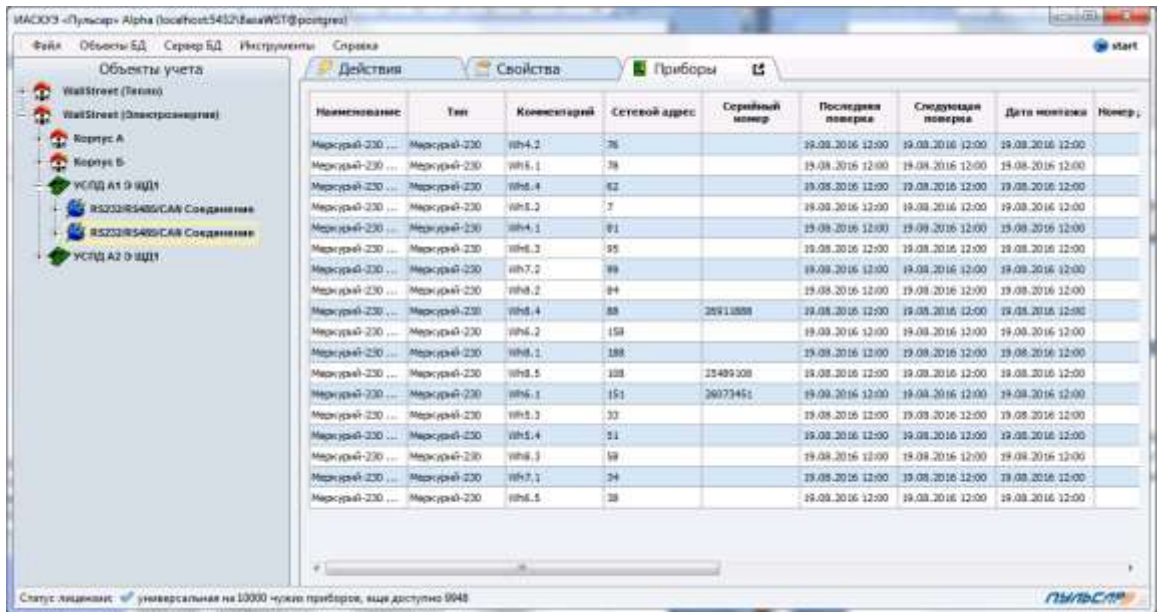 ИАСКУЭ «Пульсар» Alpha (localhost:5432\BaseWST@postgres)
Файл Объекты БД Сервер БД Инструменты Справка start
Объекты учета
Действия Свойства Приборы
WallStreet (Тепло)
WallStreet (Электроэнергия)
Корпус А
Корпус Б
УСПД А1 Э ЩД1
RS232/RS485/CAN Соединение
RS232/RS485/CAN Соединение
УСПД А2 Э ЩД1
Наименование Тип Комментарий Сетевой адрес Серийный номер Последняя поверка Следующая поверка Дата монтажа Номер
Меркурий-230 ... Меркурий-230 Wh4.2 76 19.08.2016 12:00 19.08.2016 12:00 19.08.2016 12:00
Меркурий-230 ... Меркурий-230 Wh5.1 78 19.08.2016 12:00 19.08.2016 12:00 19.08.2016 12:00
Меркурий-230 ... Меркурий-230 Wh6.4 62 19.08.2016 12:00 19.08.2016 12:00 19.08.2016 12:00
Меркурий-230 ... Меркурий-230 Wh5.2 7 19.08.2016 12:00 19.08.2016 12:00 19.08.2016 12:00
Меркурий-230 ... Меркурий-230 Wh4.1 81 19.08.2016 12:00 19.08.2016 12:00 19.08.2016 12:00
Меркурий-230 ... Меркурий-230 Wh6.3 95 19.08.2016 12:00 19.08.2016 12:00 19.08.2016 12:00
Меркурий-230 ... Меркурий-230 Wh7.2 99 19.08.2016 12:00 19.08.2016 12:00 19.08.2016 12:00
Меркурий-230 ... Меркурий-230 Wh8.2 84 19.08.2016 12:00 19.08.2016 12:00 19.08.2016 12:00
Меркурий-230 ... Меркурий-230 Wh8.4 88 26911888 19.08.2016 12:00 19.08.2016 12:00 19.08.2016 12:00
Меркурий-230 ... Меркурий-230 Wh6.2 159 19.08.2016 12:00 19.08.2016 12:00 19.08.2016 12:00
Меркурий-230 ... Меркурий-230 Wh8.1 188 19.08.2016 12:00 19.08.2016 12:00 19.08.2016 12:00
Меркурий-230 ... Меркурий-230 Wh8.5 108 25489108 19.08.2016 12:00 19.08.2016 12:00 19.08.2016 12:00
Меркурий-230 ... Меркурий-230 Wh6.1 151 26073451 19.08.2016 12:00 19.08.2016 12:00 19.08.2016 12:00
Меркурий-230 ... Меркурий-230 Wh5.3 33 19.08.2016 12:00 19.08.2016 12:00 19.08.2016 12:00
Меркурий-230 ... Меркурий-230 Wh5.4 51 19.08.2016 12:00 19.08.2016 12:00 19.08.2016 12:00
Меркурий-230 ... Меркурий-230 Wh8.3 59 19.08.2016 12:00 19.08.2016 12:00 19.08.2016 12:00
Меркурий-230 ... Меркурий-230 Wh7.1 34 19.08.2016 12:00 19.08.2016 12:00 19.08.2016 12:00
Меркурий-230 ... Меркурий-230 Wh6.5 38 19.08.2016 12:00 19.08.2016 12:00 19.08.2016 12:00
Статус лицензии: универсальная на 10000 чужих приборов, еще доступно 9948
ПУЛЬСАР